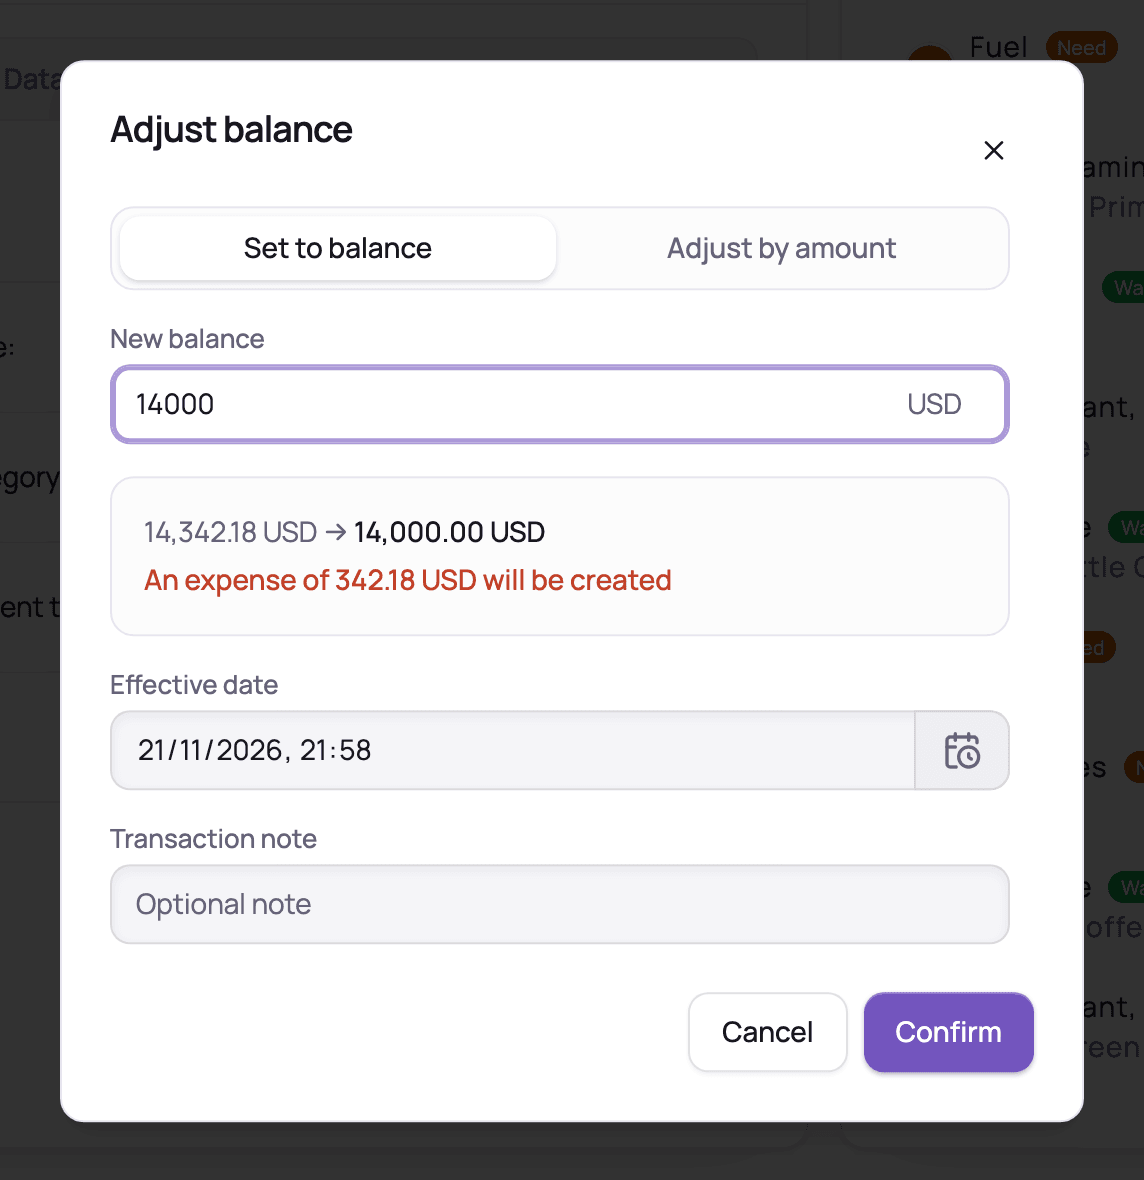 Fuel Need
Data
Adjust balance
Set to balance Adjust by amount
New balance
14000 USD
14,342.18 USD → 14,000.00 USD
An expense of 342.18 USD will be created
Effective date
21/11/2026, 21:58
Transaction note
Optional note
Cancel Confirm